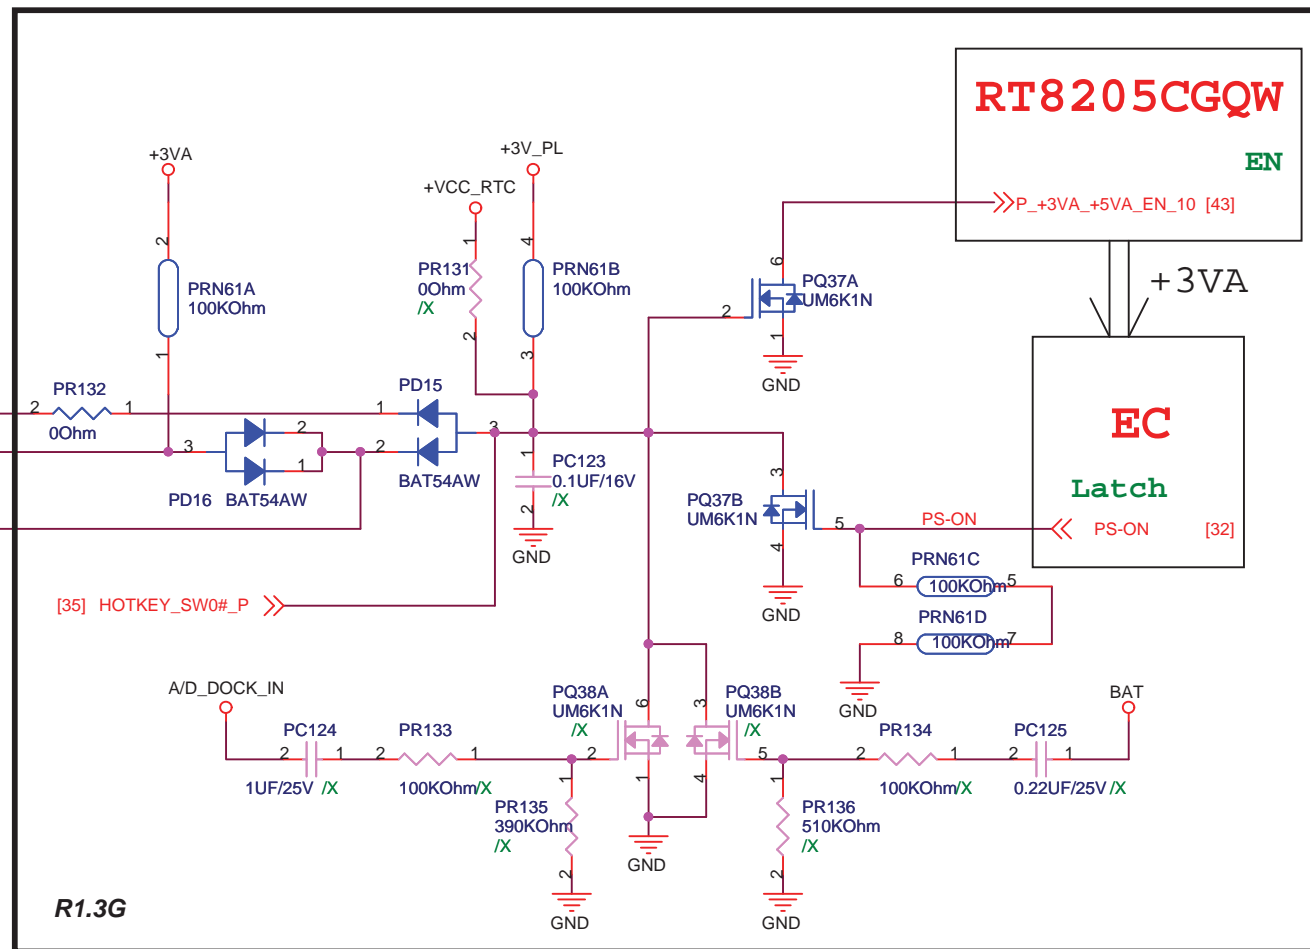 RT8205CGQW
EN
P_+3VA_+5VA_EN_10 [43]
+3VA
EC
Latch
PS-ON [32]
+3VA
2
PRN61A
100KOhm
1
+VCC_RTC
1
PR131
0Ohm
/X
2
+3V_PL
4
PRN61B
100KOhm
3
6
PQ37A
UM6K1N
2
1
GND
PR132
2 1
0Ohm
PD15
1
3
2
BAT54AW
3
2
1
PD16 BAT54AW
1
PC123
0.1UF/16V
/X
2
GND
3
PQ37B
UM6K1N
5
4
GND
PS-ON
PRN61C
6 100KOhm 5
PRN61D
8 100KOhm 7
GND
[35] HOTKEY_SW0#_P
A/D_DOCK_IN
PC124
2 1
1UF/25V /X
PR133
2 1
100KOhm/X
PQ38A
UM6K1N
/X
6
2
1
PQ38B
UM6K1N
/X
3
5
4
GND
PR134
2 1
100KOhm/X
PC125
2 1
0.22UF/25V /X
BAT
1
PR135
390KOhm
/X
2
GND
1
PR136
510KOhm
/X
2
GND
R1.3G